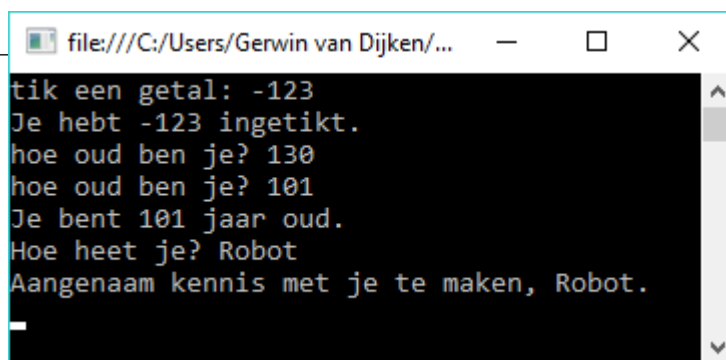 file:///C:/Users/Gerwin van Dijken/...
tik een getal: -123
Je hebt -123 ingetikt.
hoe oud ben je? 130
hoe oud ben je? 101
Je bent 101 jaar oud.
Hoe heet je? Robot
Aangenaam kennis met je te maken, Robot.